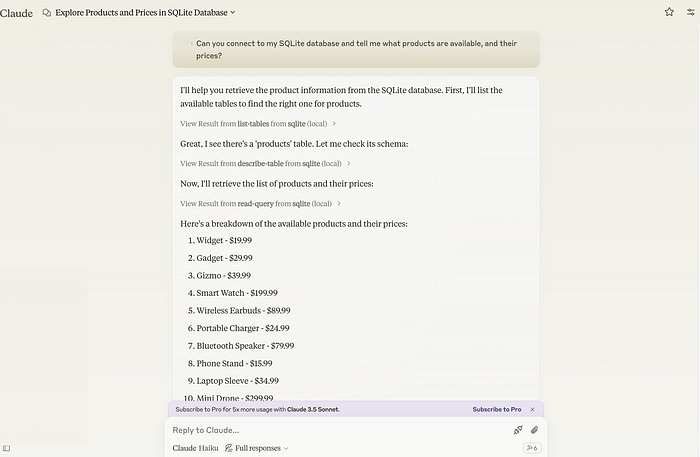 Claude
Explore Products and Prices in SQLite Database
Can you connect to my SQLite database and tell me what products are available, and their
prices?
I'll help you retrieve the product information from the SQLite database. First, I'll list the
available tables to find the right one for products.
View Result from list-tables from sqlite (local)
Great, I see there's a 'products' table. Let me check its schema:
View Result from describe-table from sqlite (local)
Now, I'll retrieve the list of products and their prices:
View Result from read-query from sqlite (local)
Here's a breakdown of the available products and their prices:
1. Widget - $19.99
2. Gadget - $29.99
3. Gizmo - $39.99
4. Smart Watch - $199.99
5. Wireless Earbuds - $89.99
6. Portable Charger - $24.99
7. Bluetooth Speaker - $79.99
8. Phone Stand - $15.99
9. Laptop Sleeve - $34.99
10. Mini Drone - $299.99
Subscribe to Pro for 5x more usage with Claude 3.5 Sonnet.
Subscribe to Pro
Reply to Claude...
Claude Haiku
Full responses
6